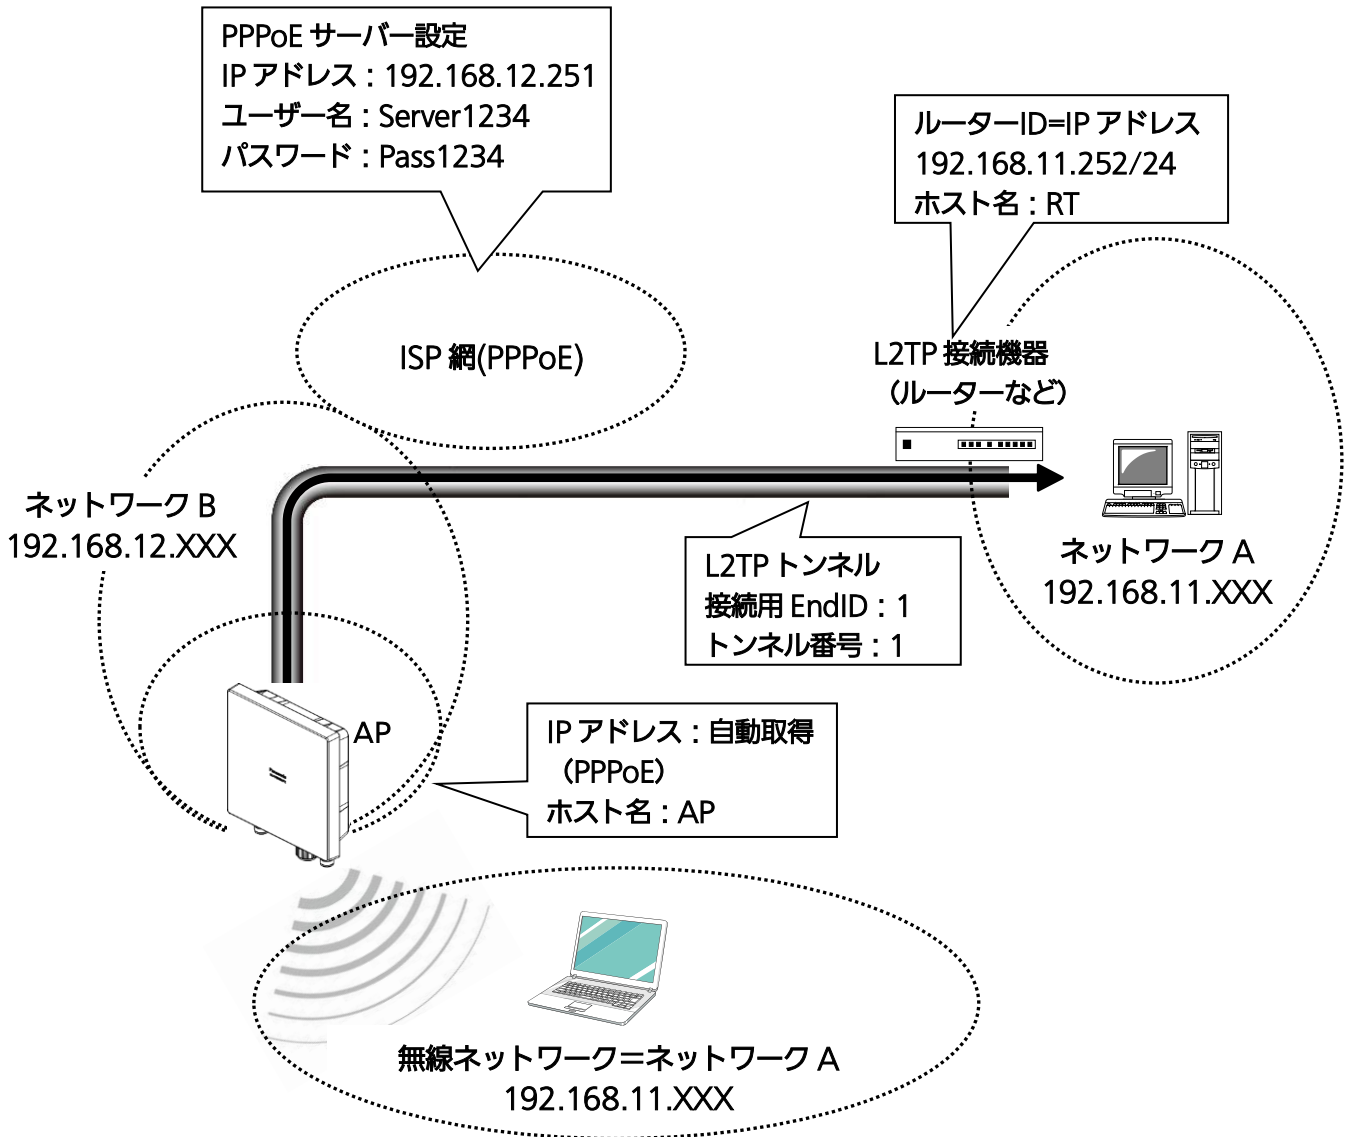 PPPoE サーバー設定
IP アドレス：192.168.12.251
ユーザー名：Server1234
パスワード：Pass1234
ルーターID=IP アドレス
192.168.11.252/24
ホスト名：RT
ISP 網(PPPoE)
L2TP 接続機器
（ルーターなど）
ネットワーク B
192.168.12.XXX
ネットワーク A
192.168.11.XXX
L2TP トンネル
接続用 EndID：1
トンネル番号：1
AP
IP アドレス：自動取得
（PPPoE）
ホスト名：AP
無線ネットワーク＝ネットワーク A
192.168.11.XXX